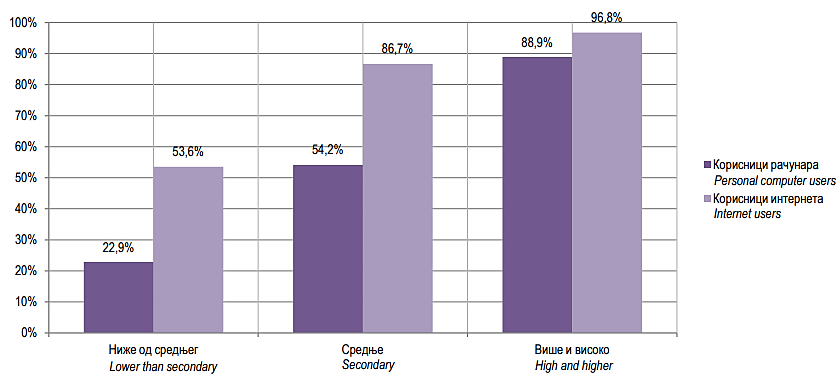 100%
90%
80%
70%
60%
50%
40%
30%
20%
10%
0%
22,9%
53,6%
54,2%
86,7%
88,9%
96,8%
Ниже од средњег
Lower than secondary
Средње
Secondary
Више и високо
High and higher
Корисници рачунара
Personal computer users
Корисници интернета
Internet users